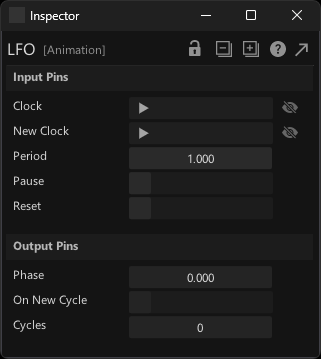 Inspector
LFO [Animation]
Input Pins
Clock
New Clock
Period 1.000
Pause
Reset
Output Pins
Phase 0.000
On New Cycle
Cycles 0